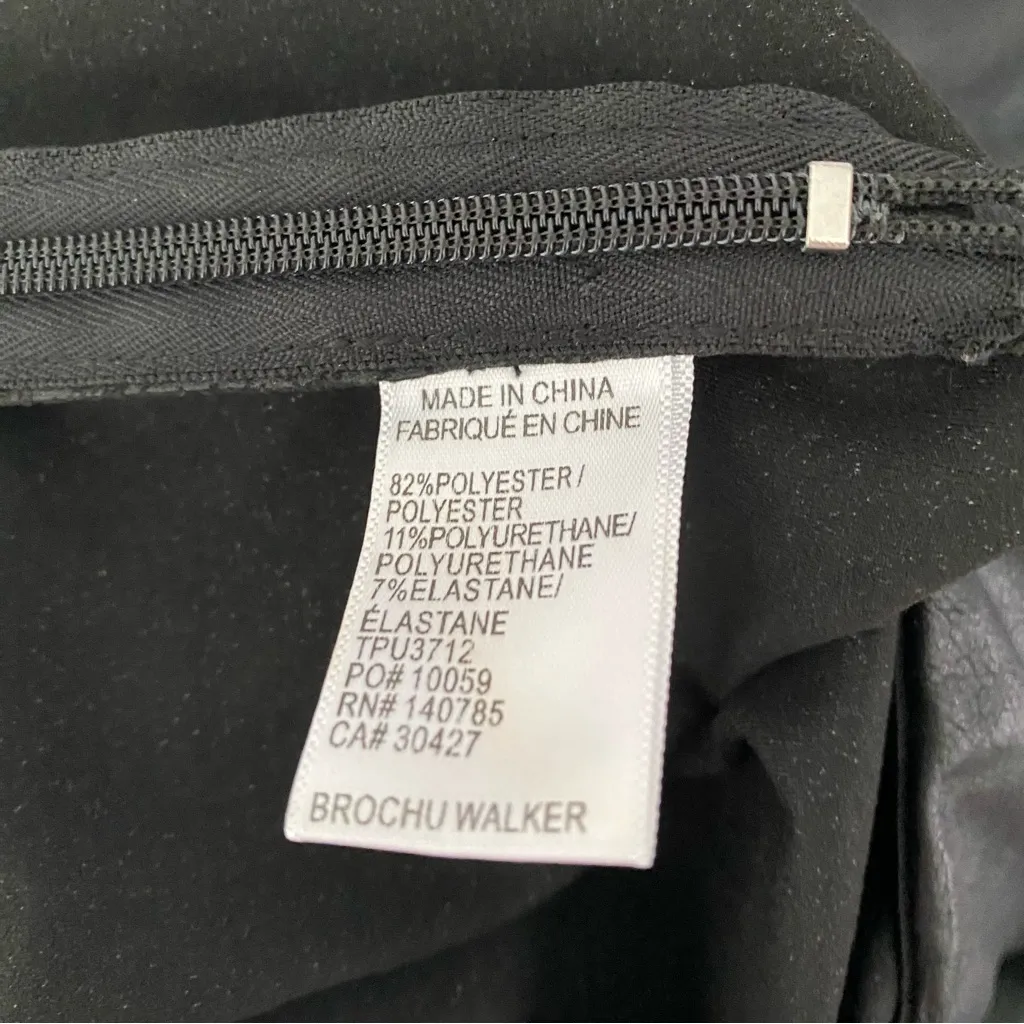 MADE IN CHINA
FABRIQUÉ EN CHINE
82%POLYESTER/
POLYESTER
11%POLYURETHANE/
POLYURETHANE
7%ELASTANE/
ÉLASTANE
TPU3712
PO# 10059
RN# 140785
CA# 30427
BROCHU WALKER